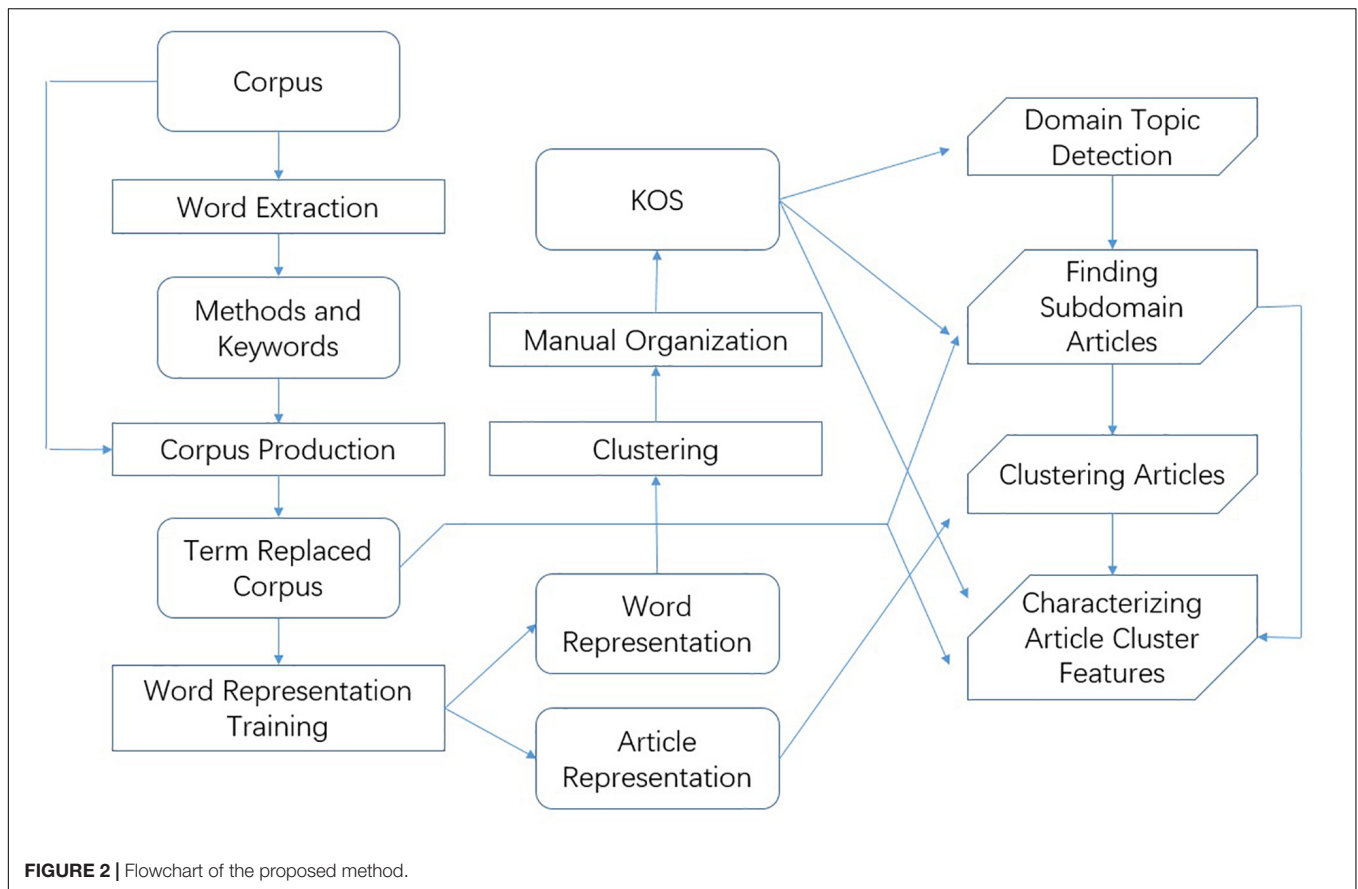 Corpus
Word Extraction
Methods and
Keywords
Corpus Production
Term Replaced
Corpus
Word Representation
Training
KOS
Manual Organization
Clustering
Word
Representation
Article
Representation
Domain Topic
Detection
Finding
Subdomain
Articles
Clustering Articles
Characterizing
Article Cluster
Features
FIGURE 2 | Flowchart of the proposed method.